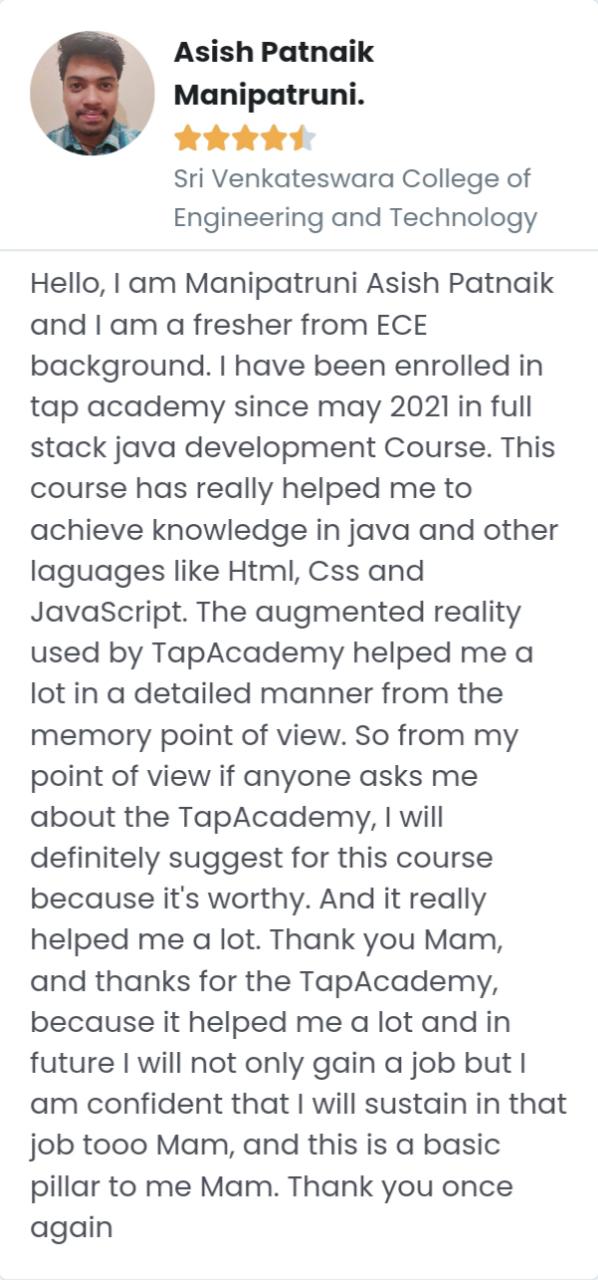 Asish Patnaik
Manipatruni.
Sri Venkateswara College of
Engineering and Technology
Hello, I am Manipatruni Asish Patnaik
and I am a fresher from ECE
background. I have been enrolled in
tap academy since may 2021 in full
stack java development Course. This
course has really helped me to
achieve knowledge in java and other
laguages like Html, Css and
JavaScript. The augmented reality
used by TapAcademy helped me a
lot in a detailed manner from the
memory point of view. So from my
point of view if anyone asks me
about the TapAcademy, I will
definitely suggest for this course
because it's worthy. And it really
helped me a lot. Thank you Mam,
and thanks for the TapAcademy,
because it helped me a lot and in
future I will not only gain a job but I
am confident that I will sustain in that
job tooo Mam, and this is a basic
pillar to me Mam. Thank you once
again